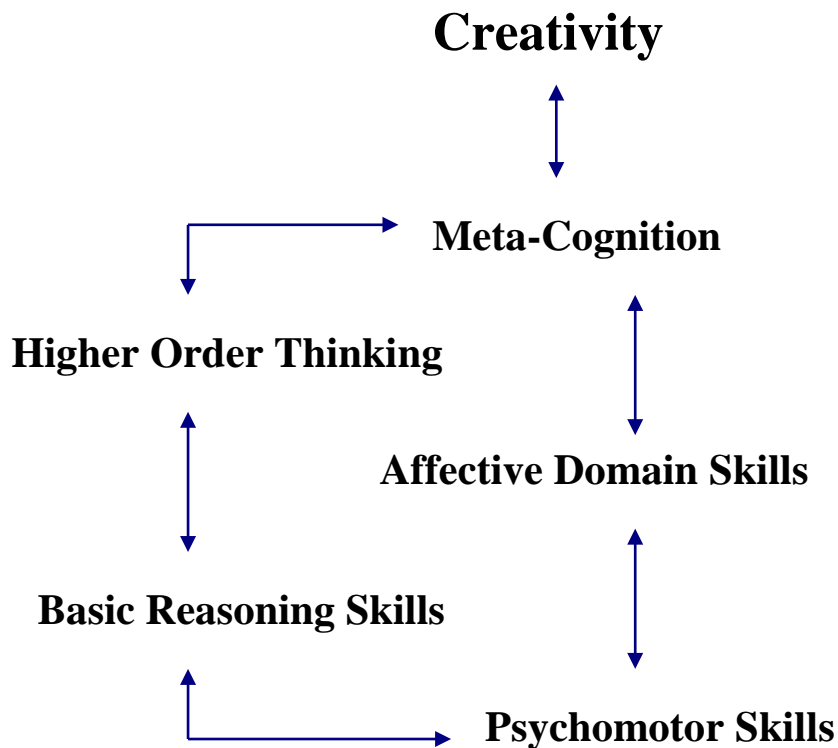 Creativity
Meta-Cognition
Higher Order Thinking
Affective Domain Skills
Basic Reasoning Skills
Psychomotor Skills